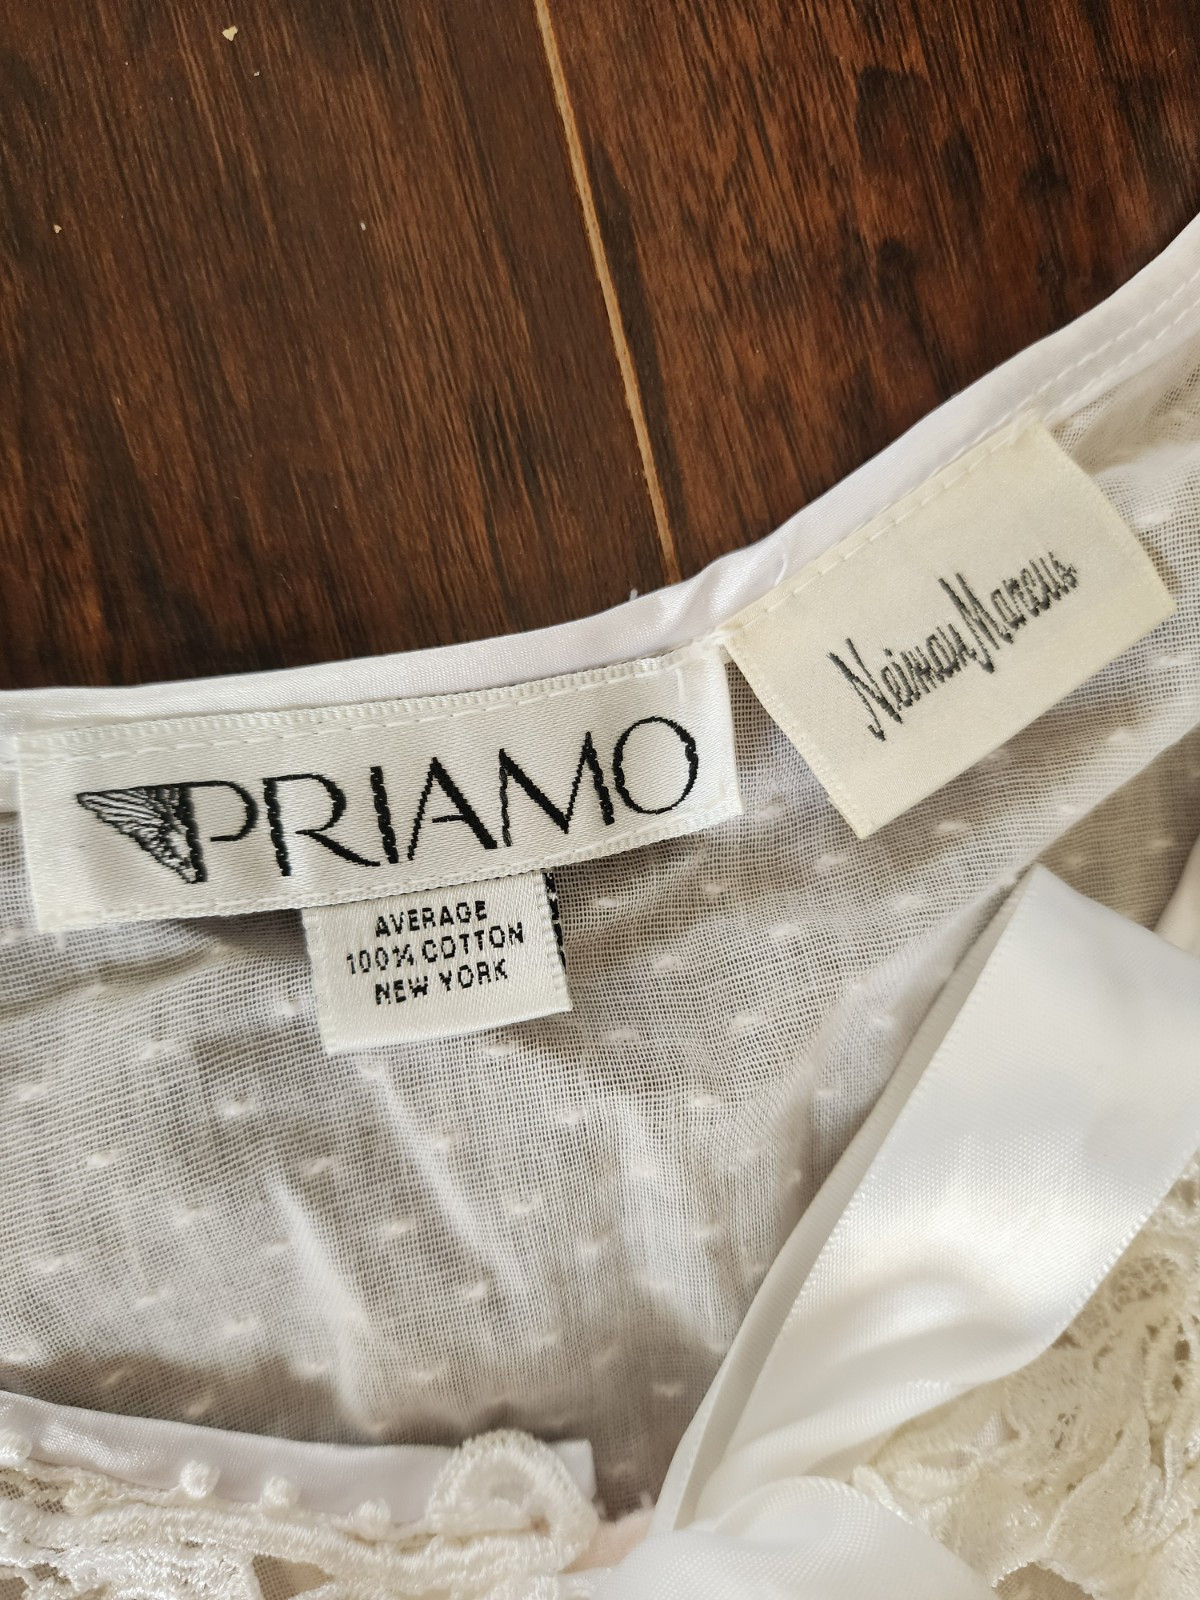 PRIAMO
Neiman Marcus
AVERAGE
100% COTTON
NEW YORK